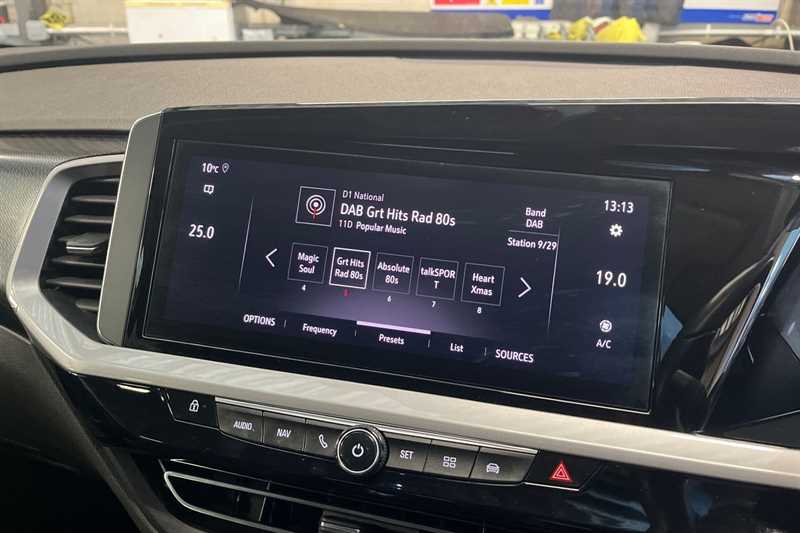 10°C
25.0
D1 National
DAB Grt Hits Rad 80s
11D Popular Music
Band
DAB
Station 9/29
13:13
19.0
A/C
Magic
Soul
4
Grt Hits
Rad 80s
5
Absolute
80s
6
talkSPOR
T
7
Heart
Xmas
8
OPTIONS
Frequency
Presets
List
SOURCES
AUDIO
NAV
SET